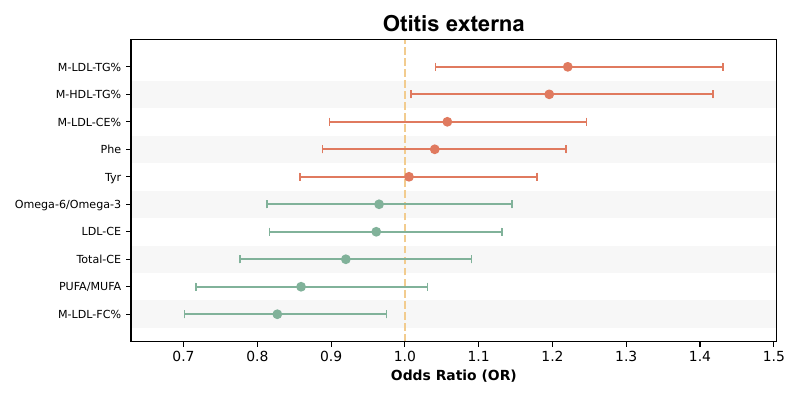 Otitis externa
M-LDL-TG%
M-HDL-TG%
M-LDL-CE%
Phe
Tyr
Omega-6/Omega-3
LDL-CE
Total-CE
PUFA/MUFA
M-LDL-FC%
0.7 0.8 0.9 1.0 1.1 1.2 1.3 1.4 1.5
Odds Ratio (OR)